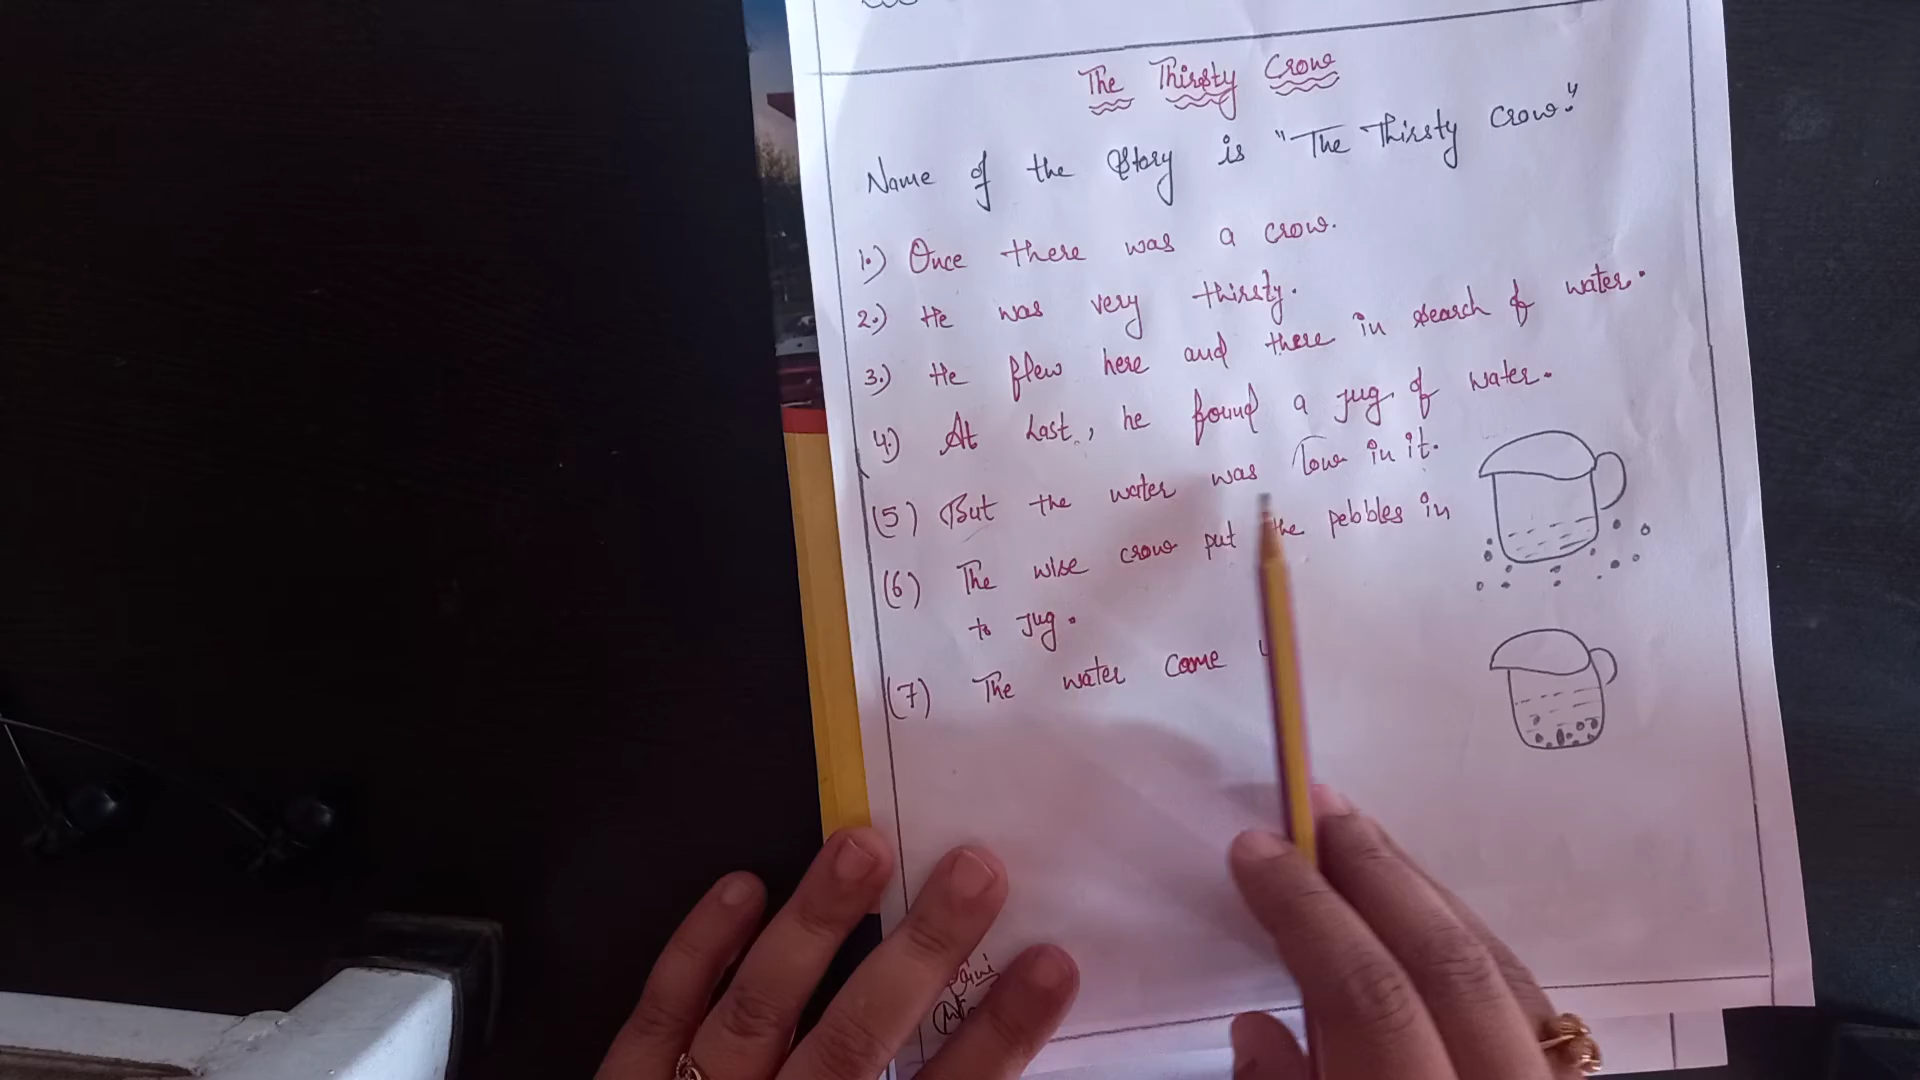 The Thirsty Crow
Name of the Story is "The Thirsty Crow."
1.) Once there was a crow.
2.) He was very thirsty.
3.) He flew here and there in search of water.
4.) At Last, he found a jug of water.
(5) But the water was Low in it.
(6) The wise crow put the pebbles in
to Jug.
(7) The water come